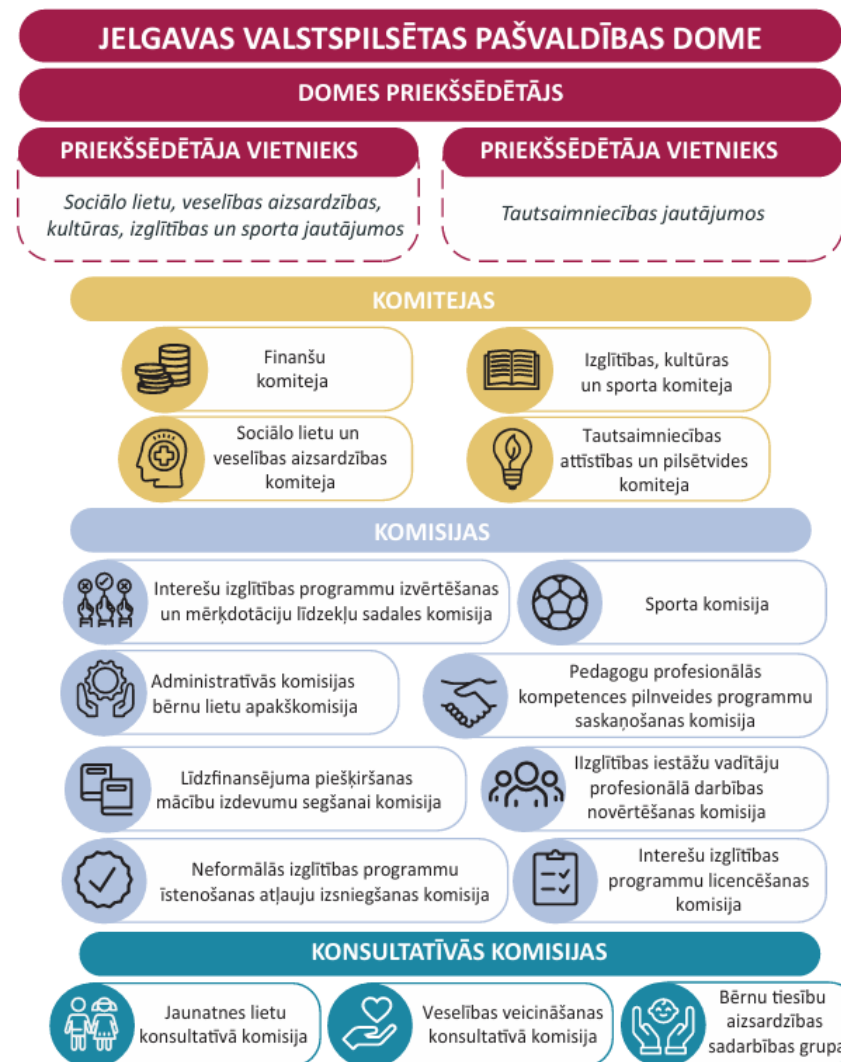 JELGAVAS VALSTSPILSĒTAS PAŠVALDĪBAS DOME
DOMES PRIEKŠSĒDĒTĀJS
PRIEKŠSĒDĒTĀJA VIETNIEKS
Sociālo lietu, veselības aizsardzības,
kultūras, izglītības un sporta jautājumos
PRIEKŠSĒDĒTĀJA VIETNIEKS
Tautsaimniecības jautājumos
KOMITEJAS
Finanšu
komiteja
Izglītības, kultūras
un sporta komiteja
Sociālo lietu un
veselības aizsardzības
komiteja
Tautsaimniecības
attīstības un pilsētvides
komiteja
KOMISIJAS
Interešu izglītības programmu izvērtēšanas
un mērķdotāciju līdzekļu sadales komisija
Sporta komisija
Administratīvās komisijas
bērnu lietu apakškomisija
Pedagogu profesionālās
kompetences pilnveides programmu
saskaņošanas komisija
Līdzfinansējuma piešķiršanas
mācību izdevumu segšanai komisija
IIzglītības iestāžu vadītāju
profesionālā darbības
novērtēšanas komisija
Neformālās izglītības programmu
īstenošanas atļauju izsniegšanas komisija
Interešu izglītības
programmu licencēšanas
komisija
KONSULTATĪVĀS KOMISIJAS
Jaunatnes lietu
konsultatīvā komisija
Veselības veicināšanas
konsultatīvā komisija
Bērnu tiesību
aizsardzības
sadarbības grupa